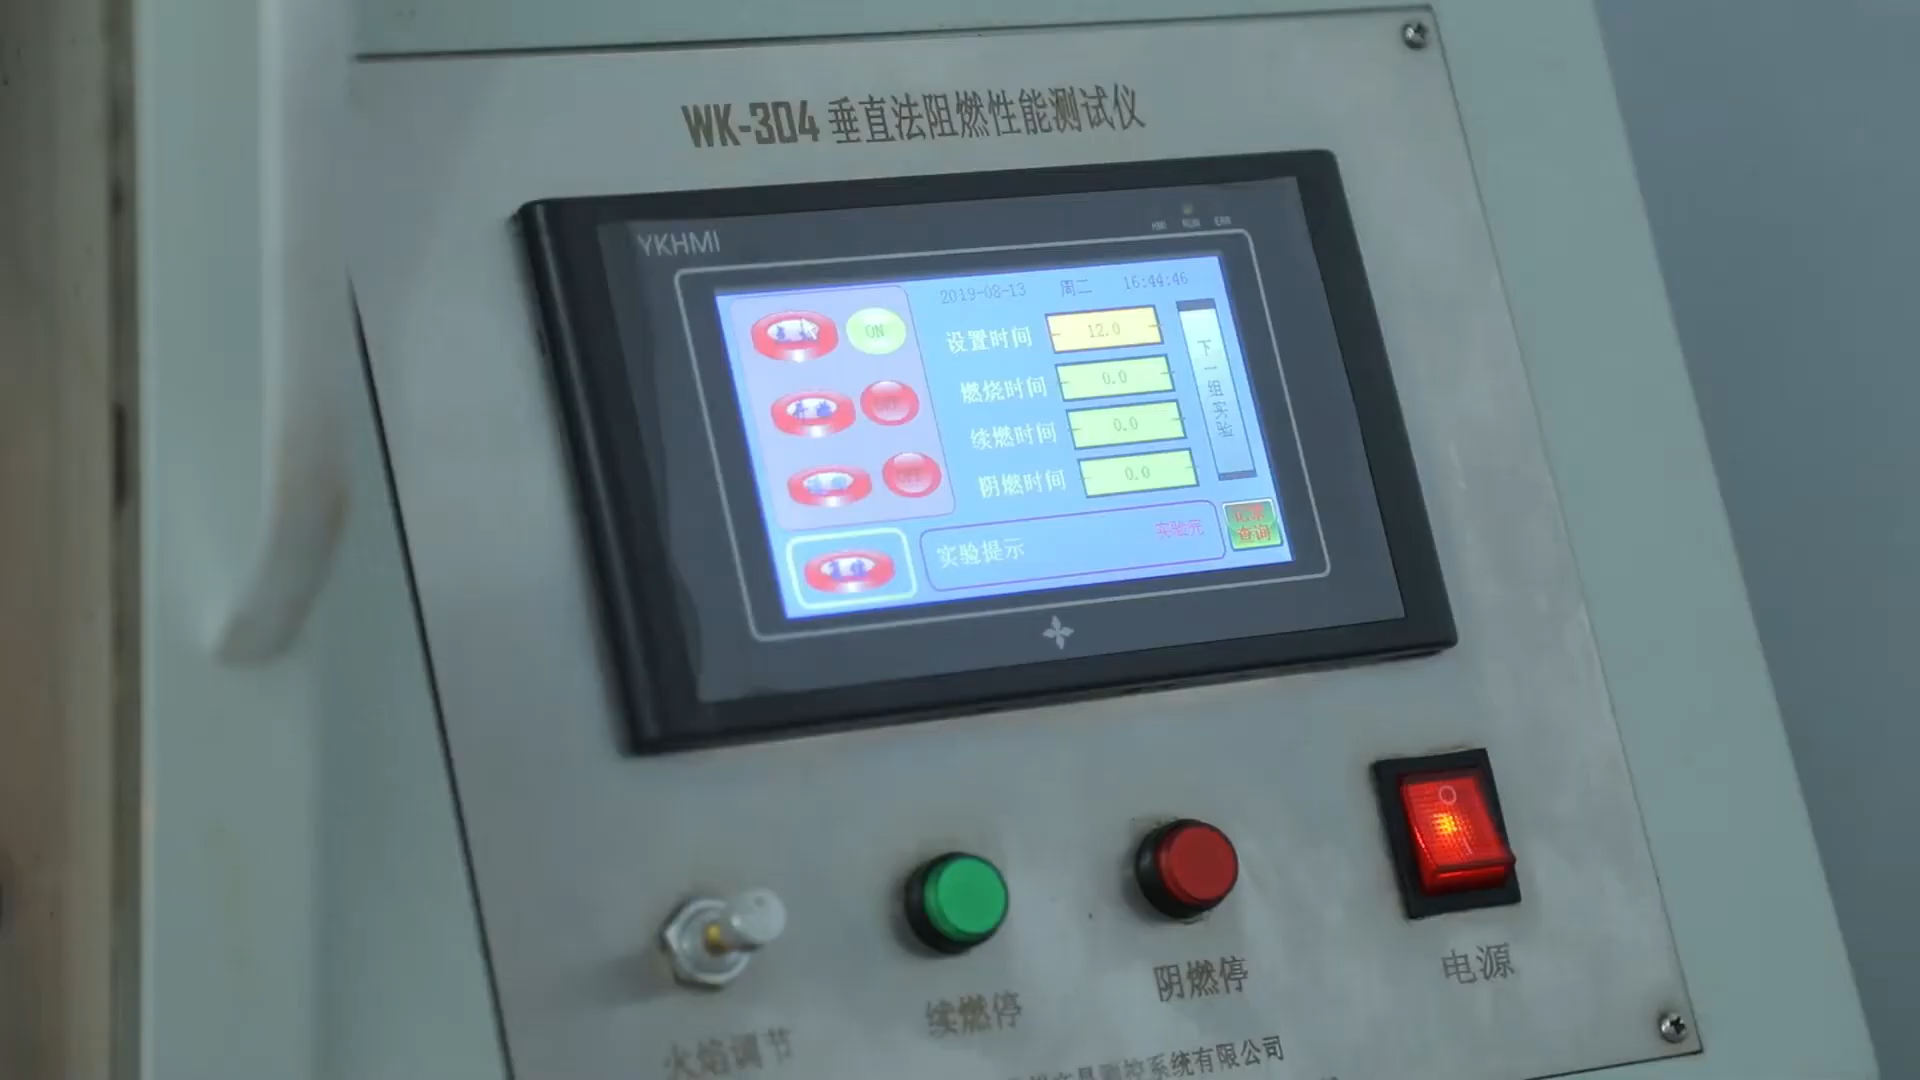 WK-304 垂直法阻燃性能测试仪
YKHMI
RUN ERR
2019-08-13 周二 16:44:46
ON
设置时间 12.0
燃烧时间 0.0
续燃时间 0.0
阴燃时间 0.0
下一组实验
实验提示 实验完
记录查询
火焰调节
续燃停
阴燃停
电源
测控系统有限公司